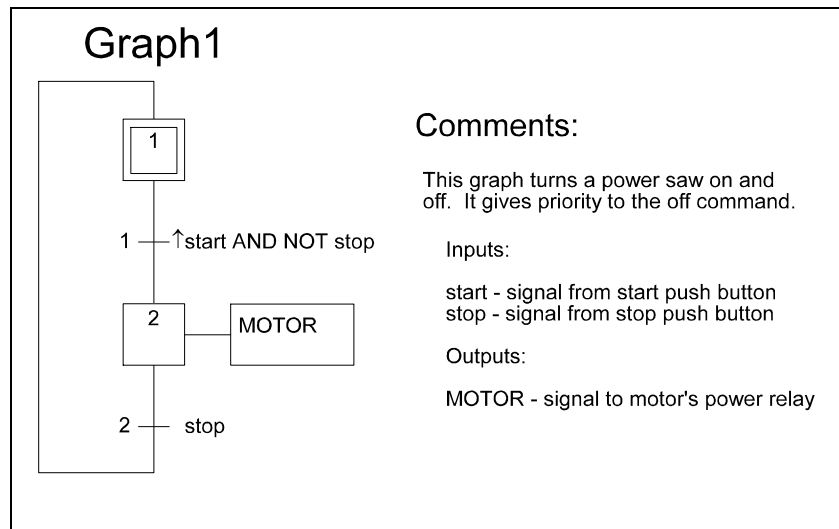 Graph1
1
1 ↑start AND NOT stop
2 MOTOR
2 stop
Comments:
This graph turns a power saw on and
off. It gives priority to the off command.
Inputs:
start - signal from start push button
stop - signal from stop push button
Outputs:
MOTOR - signal to motor's power relay